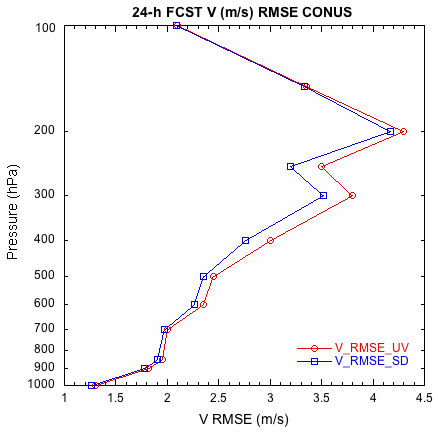 24-h FCST V (m/s) RMSE CONUS
100
200
300
400
500
600
700
800
900
1000
Pressure (hPa)
V_RMSE_UV
V_RMSE_SD
1 1.5 2 2.5 3 3.5 4 4.5
V RMSE (m/s)